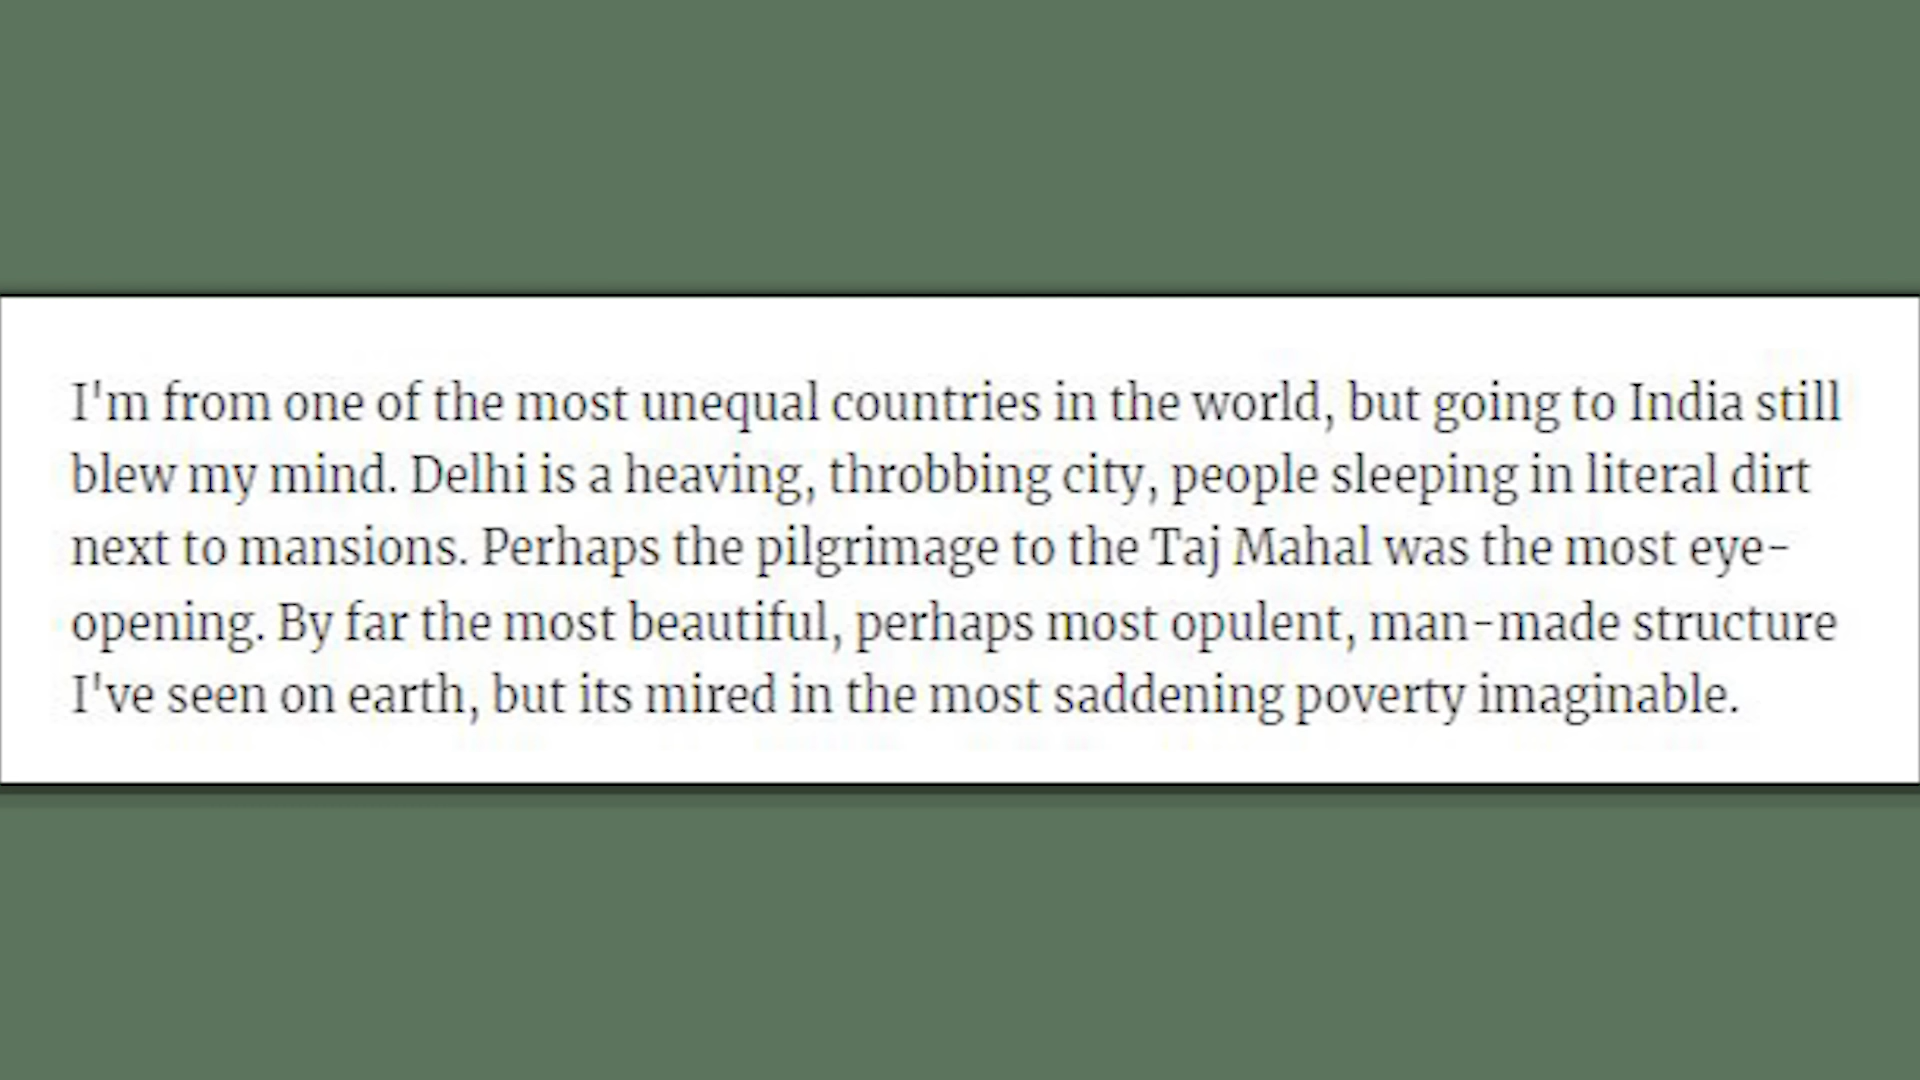 I'm from one of the most unequal countries in the world, but going to India still
blew my mind. Delhi is a heaving, throbbing city, people sleeping in literal dirt
next to mansions. Perhaps the pilgrimage to the Taj Mahal was the most eye-
opening. By far the most beautiful, perhaps most opulent, man-made structure
I've seen on earth, but its mired in the most saddening poverty imaginable.